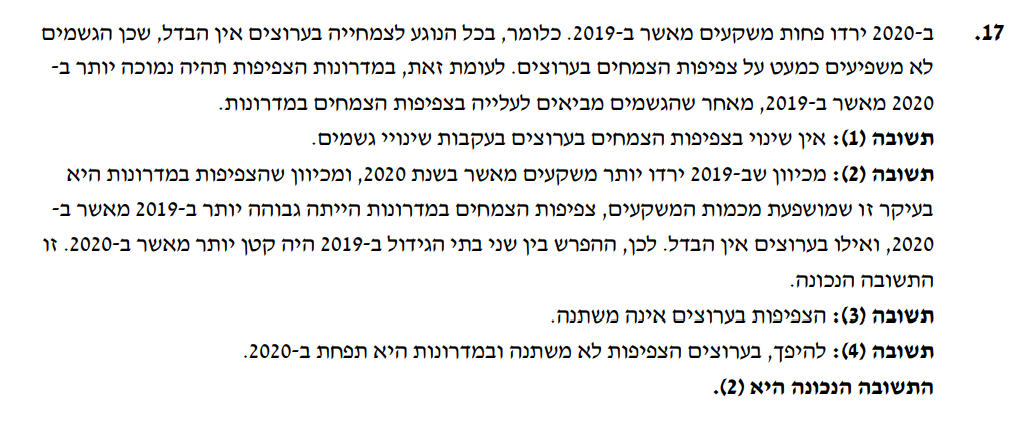 17. ב-2020 ירדו פחות משקעים מאשר ב-2019. כלומר, בכל הנוגע לצמחייה בערוצים אין הבדל, שכן הגשמים
לא משפיעים כמעט על צפיפות הצמחים בערוצים. לעומת זאת, במדרונות הצפיפות תהיה נמוכה יותר ב-
2020 מאשר ב-2019, מאחר שהגשמים מביאים לעלייה בצפיפות הצמחים במדרונות.
תשובה (1): אין שינוי בצפיפות הצמחים בערוצים בעקבות שינויי גשמים.
תשובה (2): מכיוון שב-2019 ירדו יותר משקעים מאשר בשנת 2020, ומכיוון שהצפיפות במדרונות היא
בעיקר זו שמושפעת מכמות המשקעים, צפיפות הצמחים במדרונות הייתה גבוהה יותר ב-2019 מאשר ב-
2020, ואילו בערוצים אין הבדל. לכן, ההפרש בין שני בתי הגידול ב-2019 היה קטן יותר מאשר ב-2020. זו
התשובה הנכונה.
תשובה (3): הצפיפות בערוצים אינה משתנה.
תשובה (4): להיפך, בערוצים הצפיפות לא משתנה ובמדרונות היא תפחת ב-2020.
התשובה הנכונה היא (2).